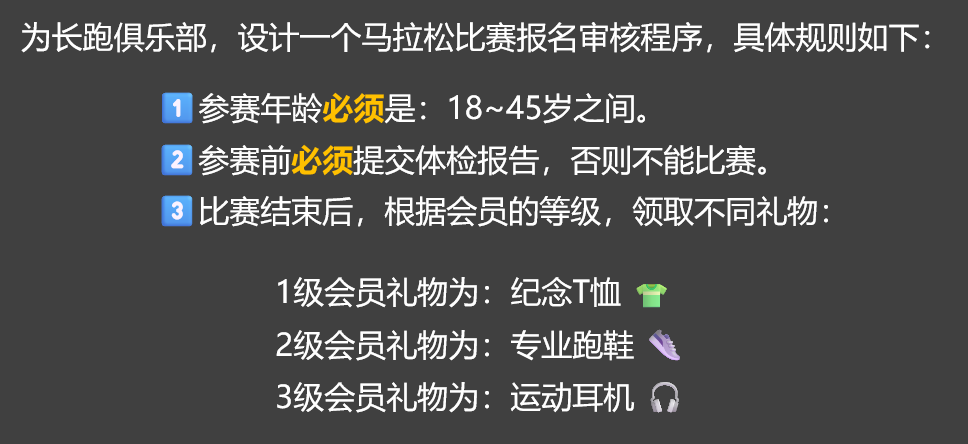 为长跑俱乐部，设计一个马拉松比赛报名审核程序，具体规则如下：
1 参赛年龄必须是：18~45岁之间。
2 参赛前必须提交体检报告，否则不能比赛。
3 比赛结束后，根据会员的等级，领取不同礼物：
1级会员礼物为：纪念T恤
2级会员礼物为：专业跑鞋
3级会员礼物为：运动耳机